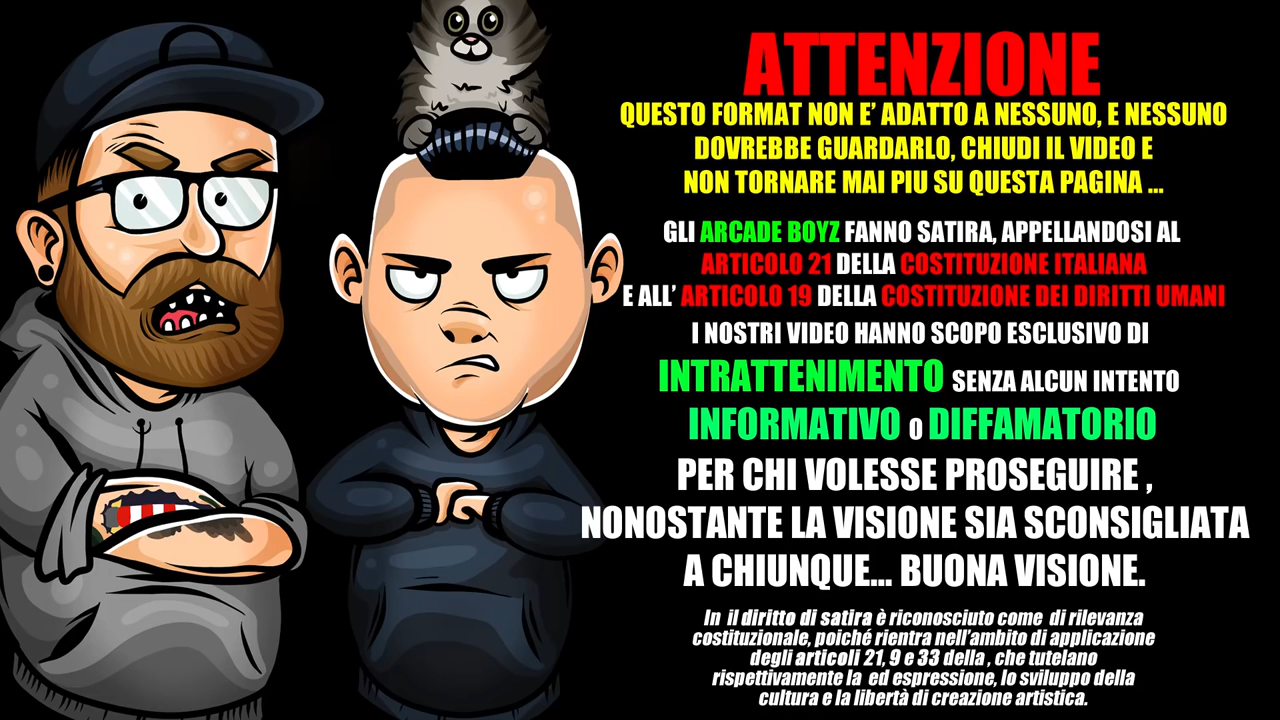 ATTENZIONE
QUESTO FORMAT NON E' ADATTO A NESSUNO, E NESSUNO
DOVREBBE GUARDARLO, CHIUDI IL VIDEO E
NON TORNARE MAI PIU SU QUESTA PAGINA ...
GLI ARCADE BOYZ FANNO SATIRA, APPELLANDOSI AL
ARTICOLO 21 DELLA COSTITUZIONE ITALIANA
E ALL' ARTICOLO 19 DELLA COSTITUZIONE DEI DIRITTI UMANI
I NOSTRI VIDEO HANNO SCOPO ESCLUSIVO DI
INTRATTENIMENTO SENZA ALCUN INTENTO
INFORMATIVO O DIFFAMATORIO
PER CHI VOLESSE PROSEGUIRE ,
NONOSTANTE LA VISIONE SIA SCONSIGLIATA
A CHIUNQUE... BUONA VISIONE.
In il diritto di satira è riconosciuto come di rilevanza
costituzionale, poiché rientra nell'ambito di applicazione
degli articoli 21, 9 e 33 della , che tutelano
rispettivamente la ed espressione, lo sviluppo della
cultura e la libertà di creazione artistica.